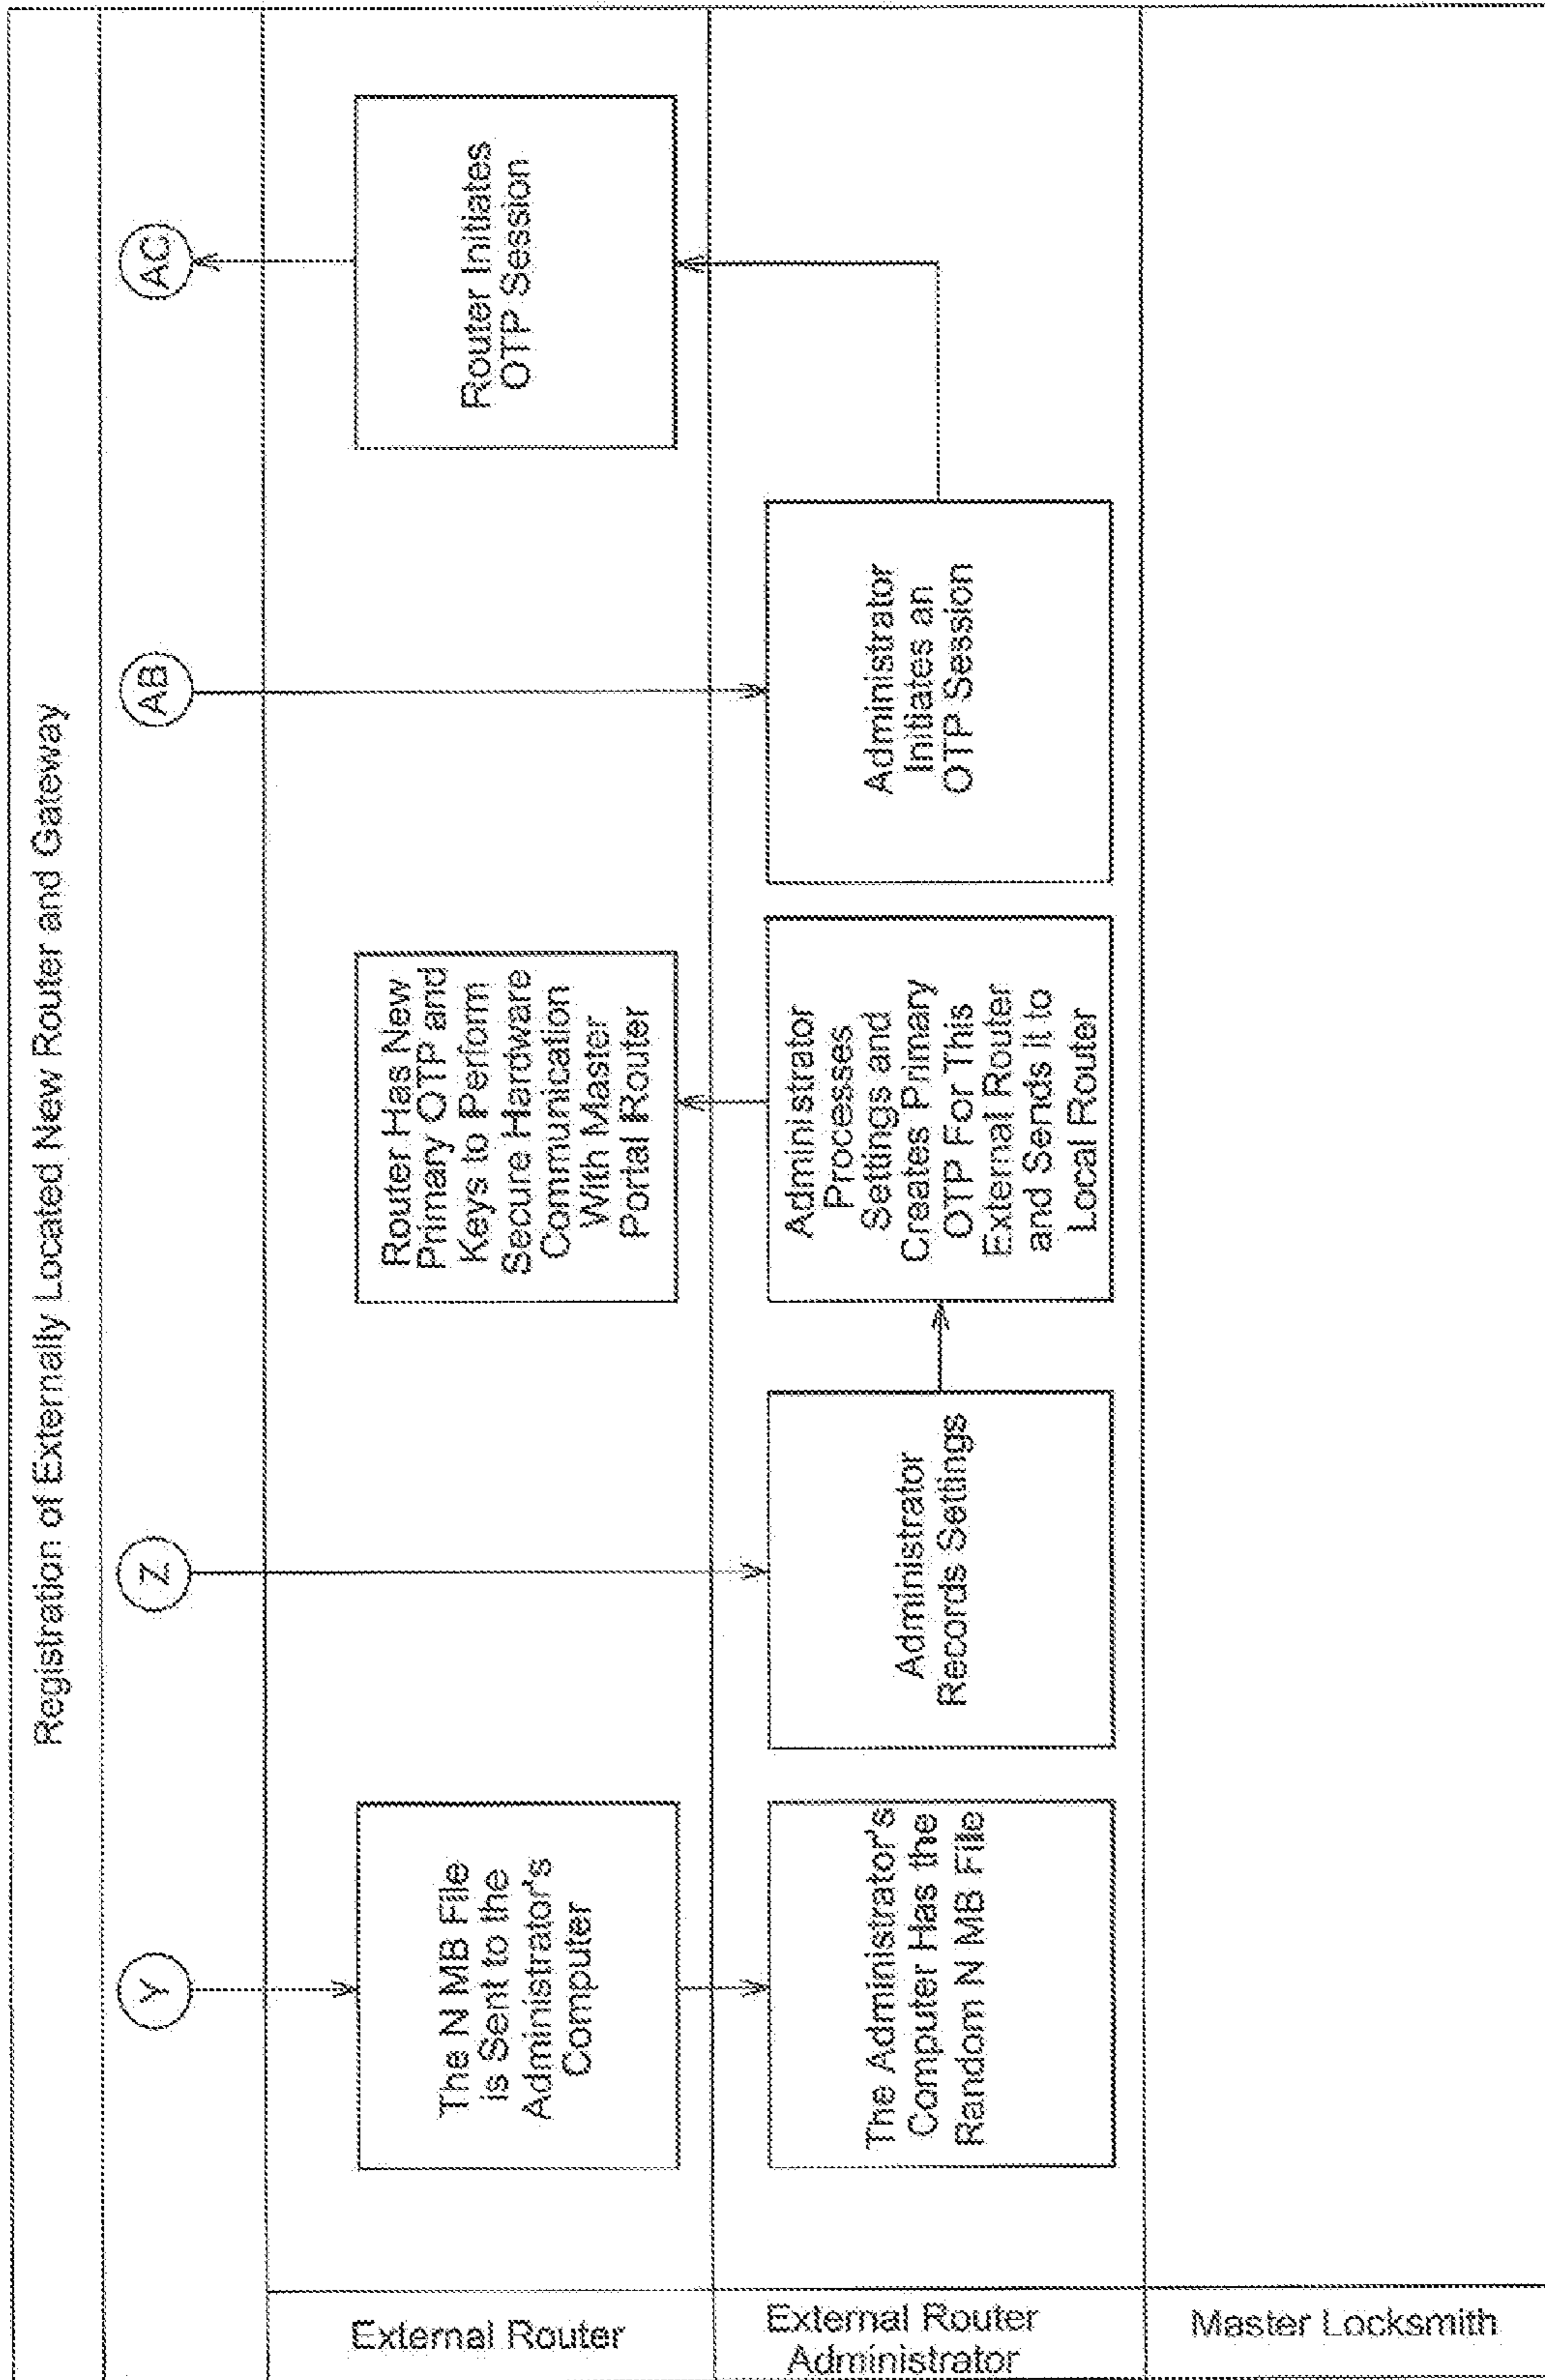 Registration of Externally Located New Router and Gateway
Y
Z
AB
AC
External Router
The N MB File
is Sent to the
Administrator's
Computer
Router Has New
Primary OTP and
Keys to Perform
Secure Hardware
Communication
With Master
Portal Router
Router Initiates
OTP Session
External Router
Administrator
The Administrator's
Computer Has the
Random N MB File
Administrator
Records Settings
Administrator
Processes
Settings and
Creates Primary
OTP For This
External Router
and Sends it to
Local Router
Administrator
Initiates an
OTP Session
Master Locksmith